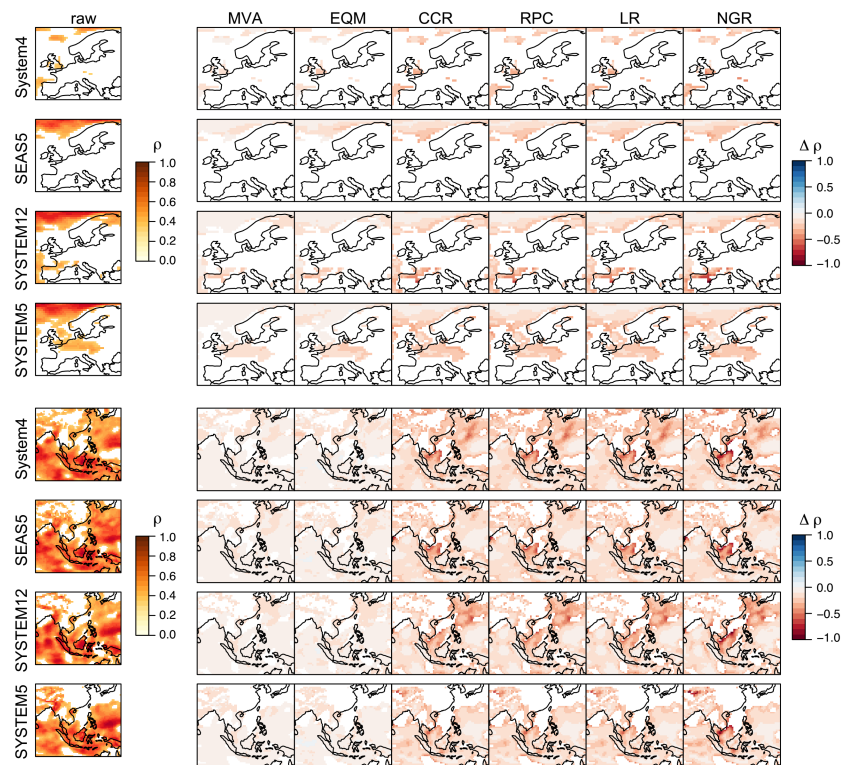 raw MVA EQM CCR RPC LR NGR
System4
SEAS5
SYSTEM12
SYSTEM5
ρ
1.0
0.8
0.6
0.4
0.2
0.0
Δ ρ
1.0
0.5
0.0
−0.5
−1.0
System4
SEAS5
SYSTEM12
SYSTEM5
ρ
1.0
0.8
0.6
0.4
0.2
0.0
Δ ρ
1.0
0.5
0.0
−0.5
−1.0